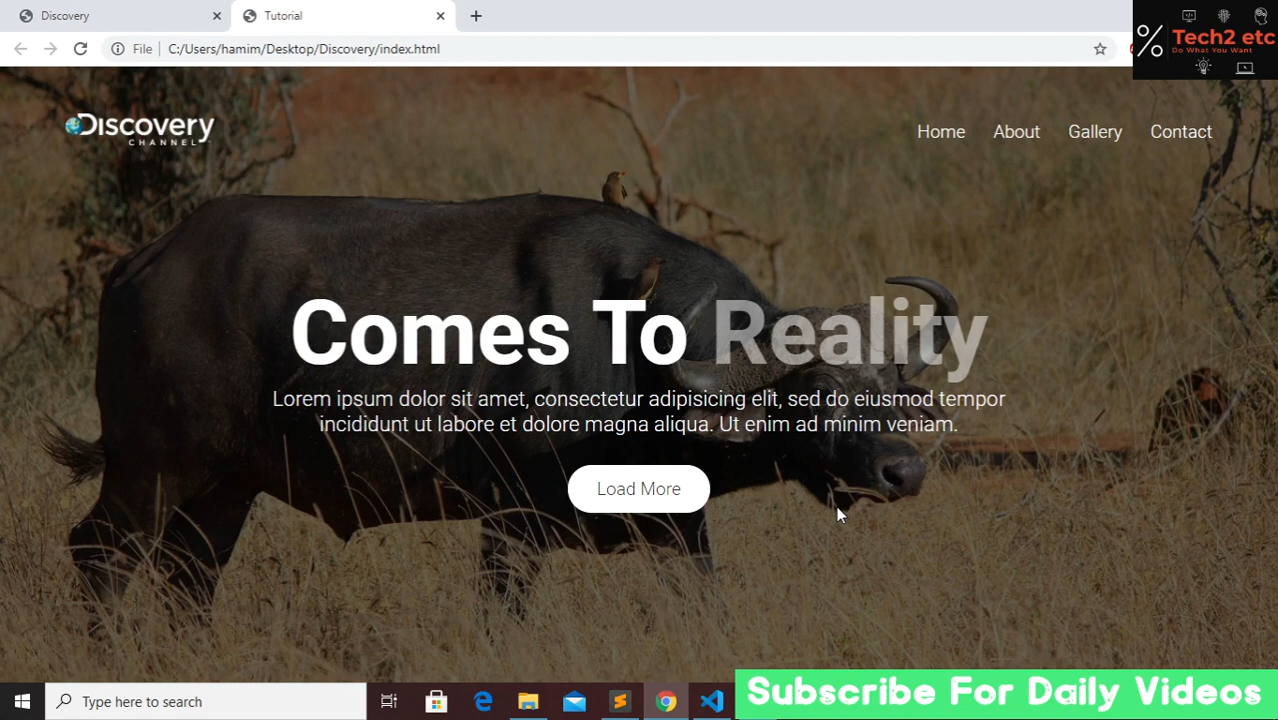 Discovery
Tutorial
File
C:/Users/hamim/Desktop/Discovery/index.html
% Tech2 etc
Do What You Want
Discovery
CHANNEL
Home
About
Gallery
Contact
Comes To Reality
Lorem ipsum dolor sit amet, consectetur adipisicing elit, sed do eiusmod tempor
incididunt ut labore et dolore magna aliqua. Ut enim ad minim veniam.
Load More
Type here to search
Subscribe For Daily Videos